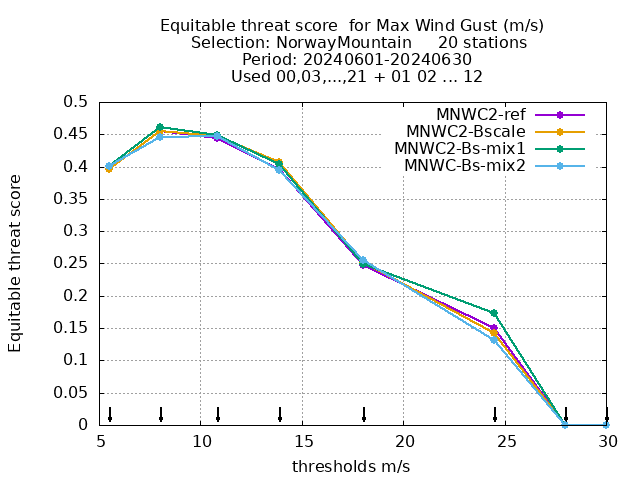 Equitable threat score  for Max Wind Gust (m/s)
Selection: NorwayMountain     20 stations
Period: 20240601-20240630
Used 00,03,...,21 + 01 02 ... 12
MNWC2-ref
MNWC2-Bscale
MNWC2-Bs-mix1
MNWC-Bs-mix2
Equitable threat score
0.5
0.45
0.4
0.35
0.3
0.25
0.2
0.15
0.1
0.05
0
5 10 15 20 25 30
thresholds m/s